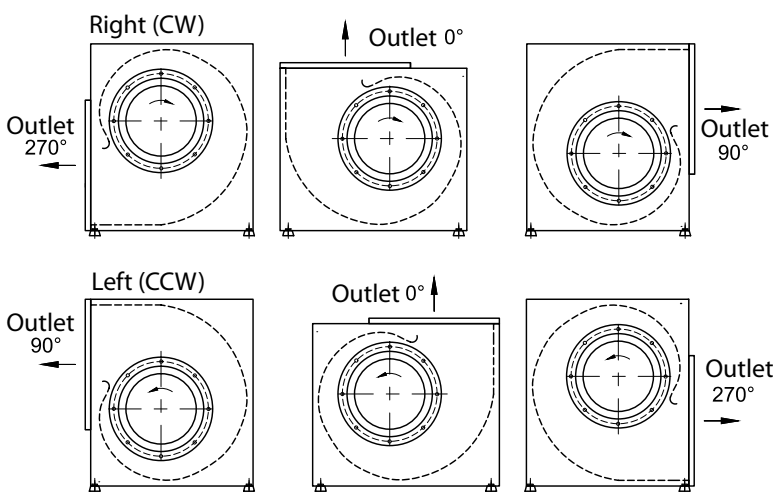 Right (CW)
Outlet
270°
Outlet 0°
Outlet
90°
Left (CCW)
Outlet
90°
Outlet 0°
Outlet
270°